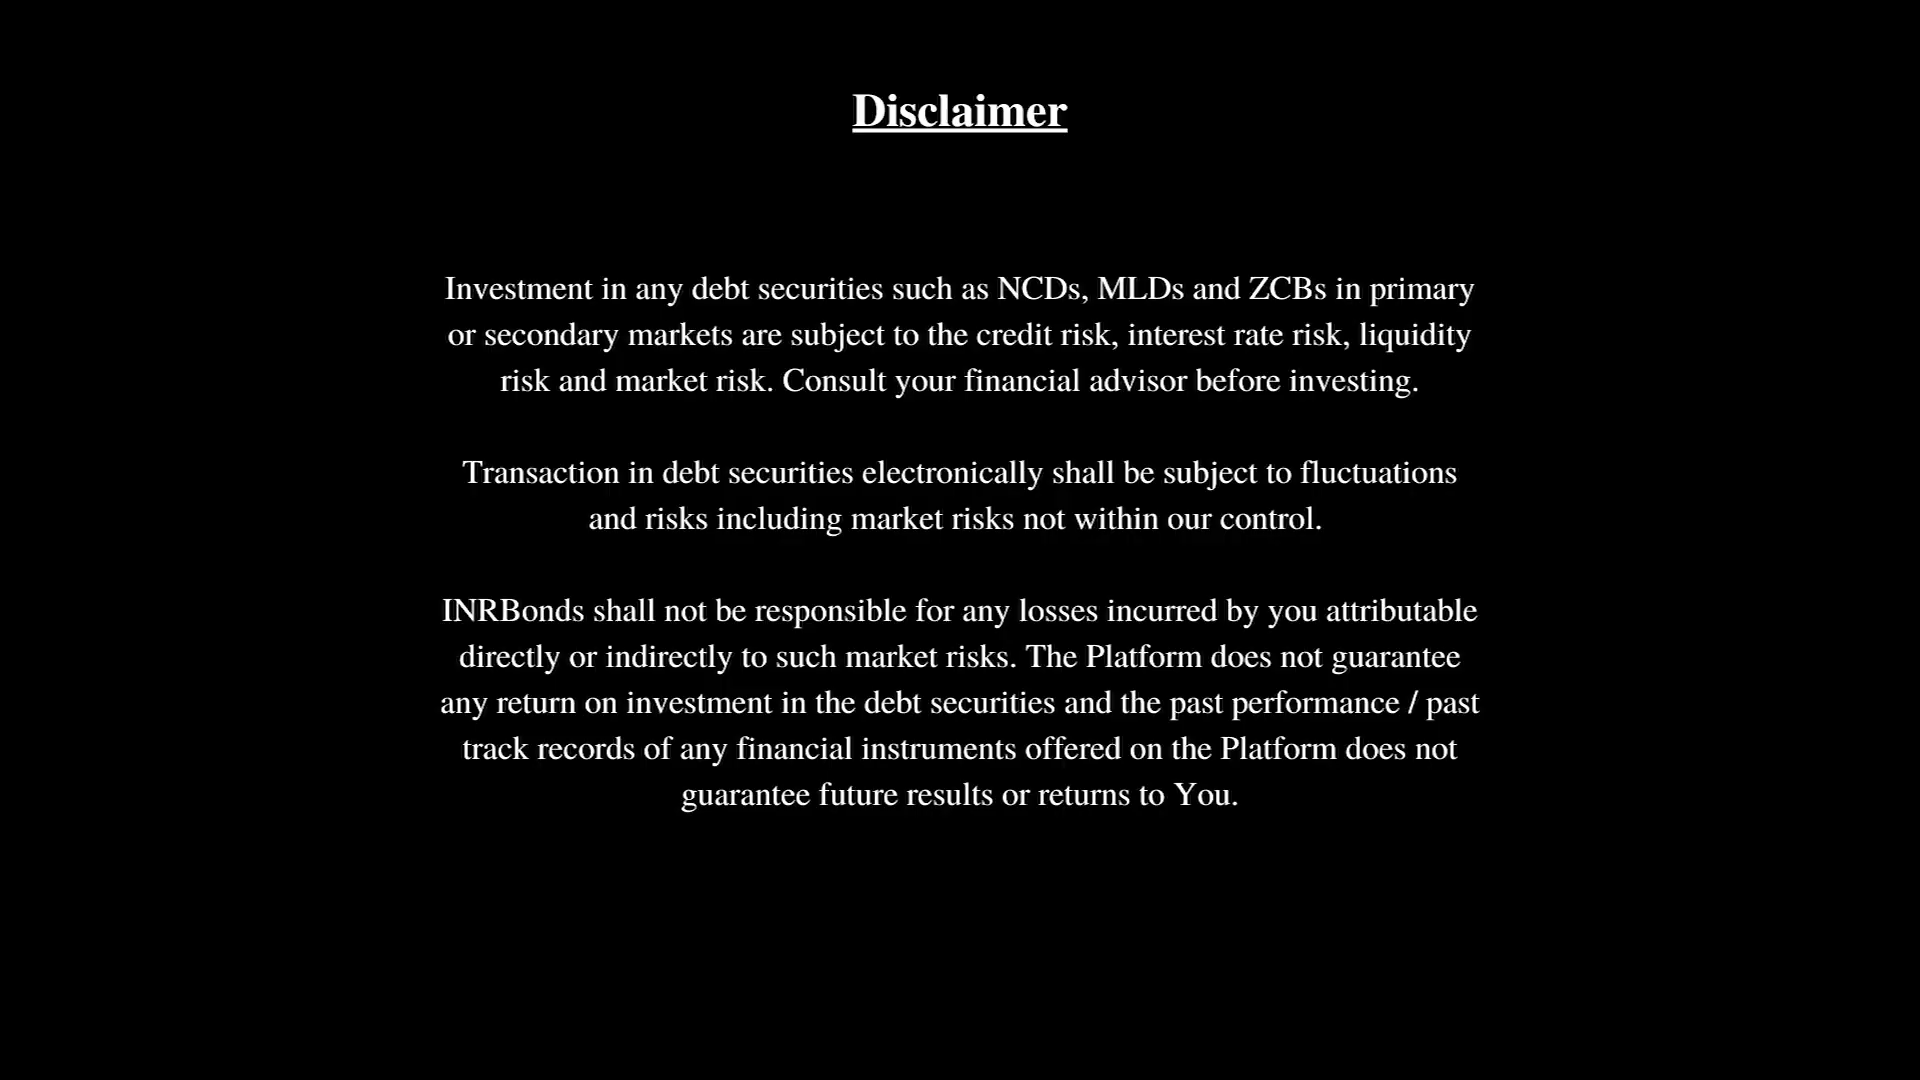 Disclaimer
Investment in any debt securities such as NCDs, MLDs and ZCBs in primary
or secondary markets are subject to the credit risk, interest rate risk, liquidity
risk and market risk. Consult your financial advisor before investing.
Transaction in debt securities electronically shall be subject to fluctuations
and risks including market risks not within our control.
INRBonds shall not be responsible for any losses incurred by you attributable
directly or indirectly to such market risks. The Platform does not guarantee
any return on investment in the debt securities and the past performance / past
track records of any financial instruments offered on the Platform does not
guarantee future results or returns to You.